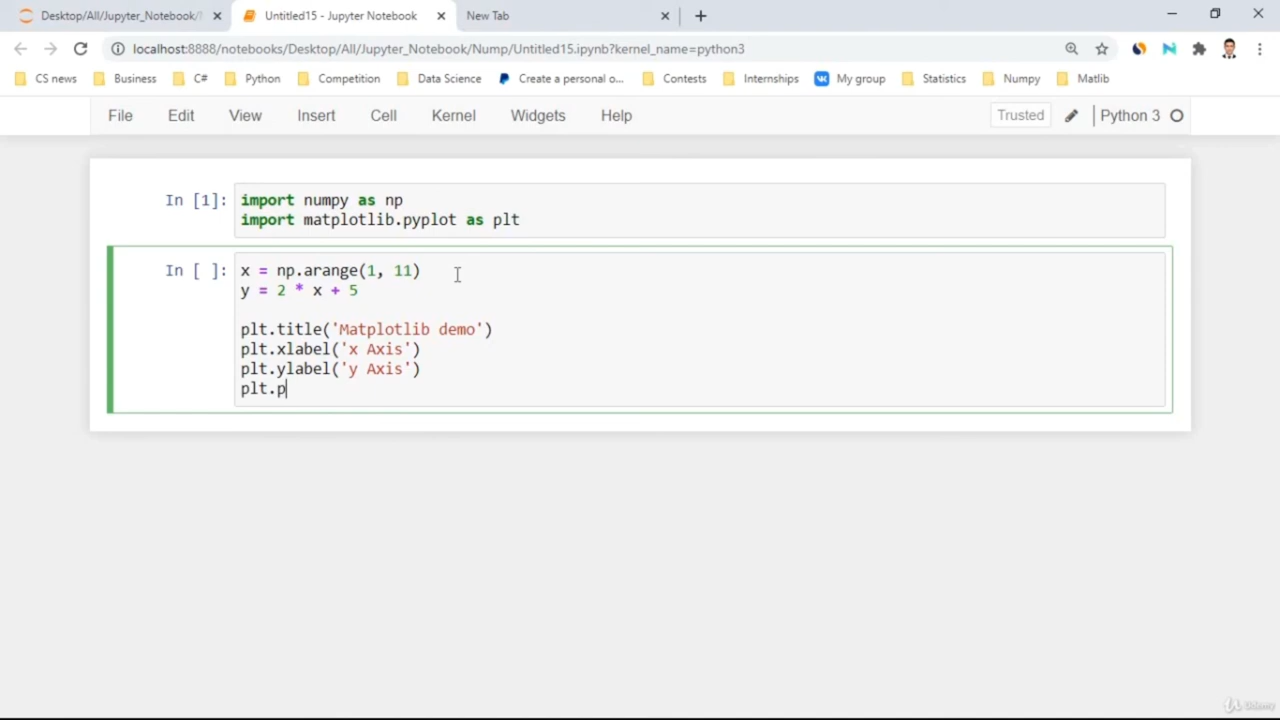 Desktop/All/Jupyter_Notebook/
Untitled15 - Jupyter Notebook
New Tab
localhost:8888/notebooks/Desktop/All/Jupyter_Notebook/Nump/Untitled15.ipynb?kernel_name=python3
CS news Business C# Python Competition Data Science Create a personal o... Contests Internships My group Statistics Numpy Matlib
File Edit View Insert Cell Kernel Widgets Help Trusted Python 3
In [1]: import numpy as np
import matplotlib.pyplot as plt
In [ ]: x = np.arange(1, 11)
y = 2 * x + 5
plt.title('Matplotlib demo')
plt.xlabel('x Axis')
plt.ylabel('y Axis')
plt.p
Udemy